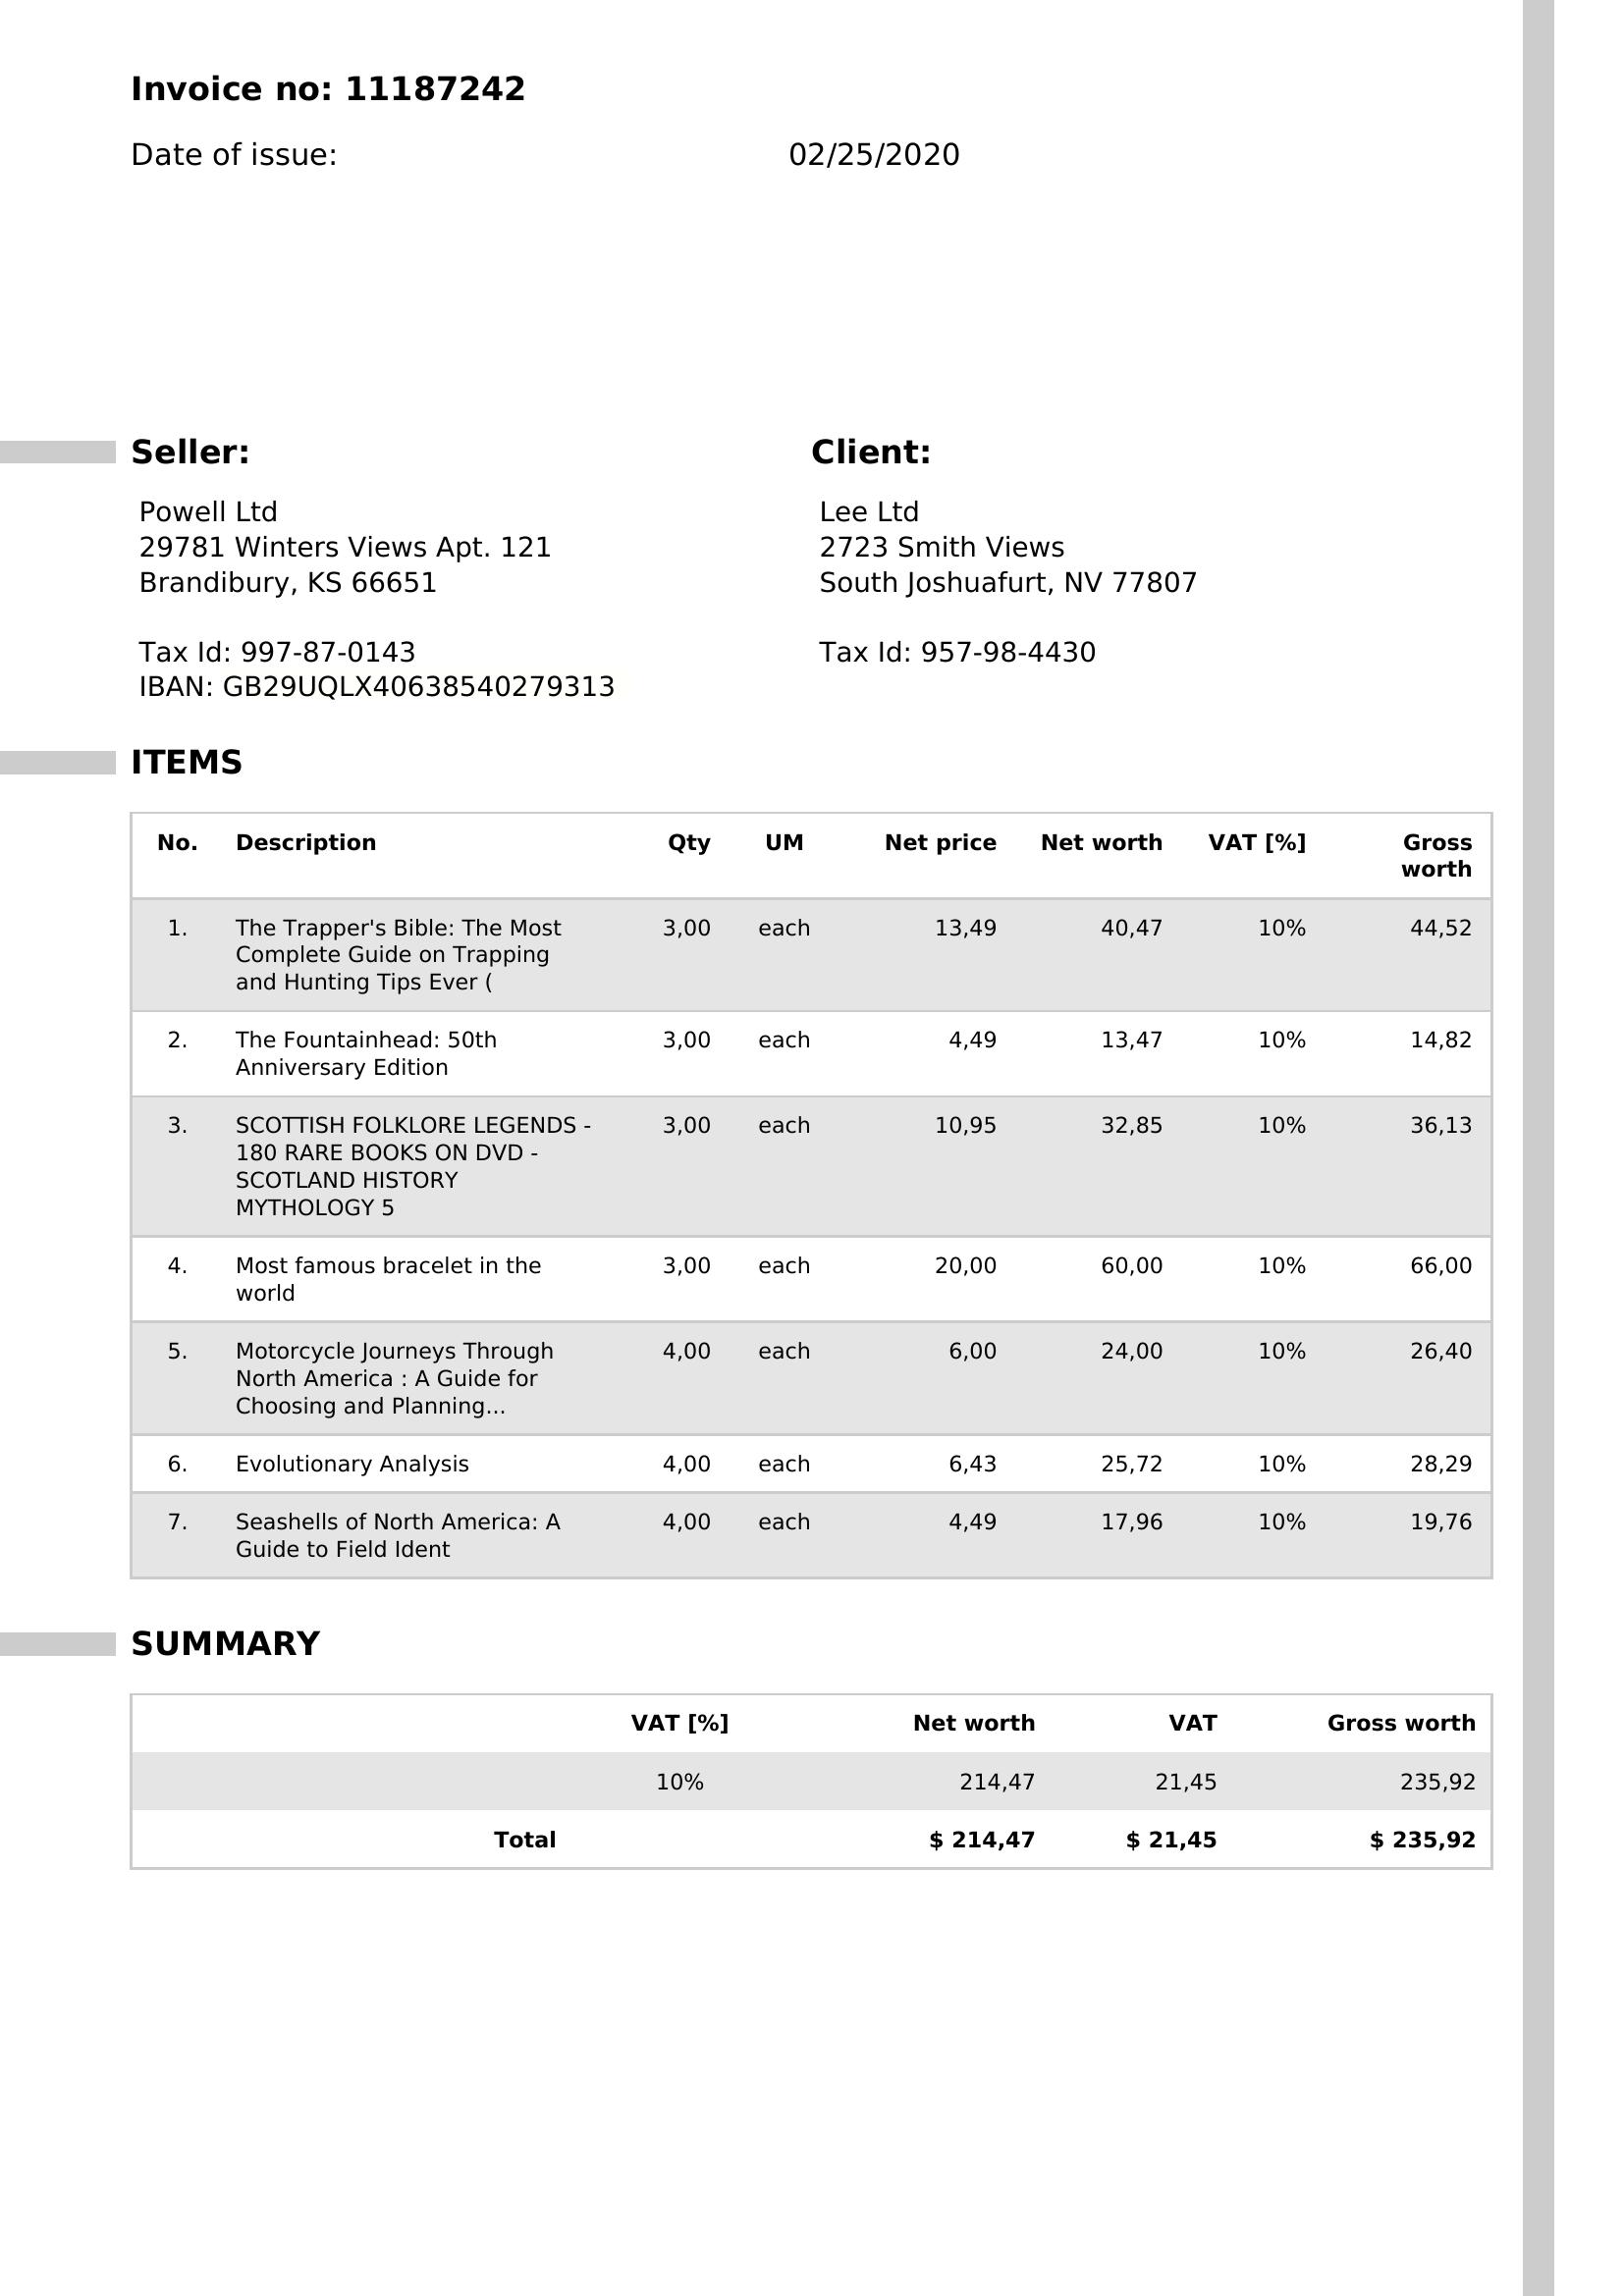 Invoice no: 11187242
Date of issue: 02/25/2020
Seller: Client:
Powell Ltd
29781 Winters Views Apt. 121
Brandibury, KS 66651
Tax Id: 997-87-0143
IBAN: GB29UQLX40638540279313
Lee Ltd
2723 Smith Views
South Joshuafurt, NV 77807
Tax Id: 957-98-4430
ITEMS
No. Description Qty UM Net price Net worth VAT [%] Gross
worth
1. The Trapper's Bible: The Most 3,00 each 13,49 40,47 10% 44,52
Complete Guide on Trapping
and Hunting Tips Ever (
2. The Fountainhead: 50th 3,00 each 4,49 13,47 10% 14,82
Anniversary Edition
3. SCOTTISH FOLKLORE LEGENDS - 3,00 each 10,95 32,85 10% 36,13
180 RARE BOOKS ON DVD -
SCOTLAND HISTORY
MYTHOLOGY 5
4. Most famous bracelet in the 3,00 each 20,00 60,00 10% 66,00
world
5. Motorcycle Journeys Through 4,00 each 6,00 24,00 10% 26,40
North America : A Guide for
Choosing and Planning...
6. Evolutionary Analysis 4,00 each 6,43 25,72 10% 28,29
7. Seashells of North America: A 4,00 each 4,49 17,96 10% 19,76
Guide to Field Ident
SUMMARY
VAT [%] Net worth VAT Gross worth
10% 214,47 21,45 235,92
Total $ 214,47 $ 21,45 $ 235,92